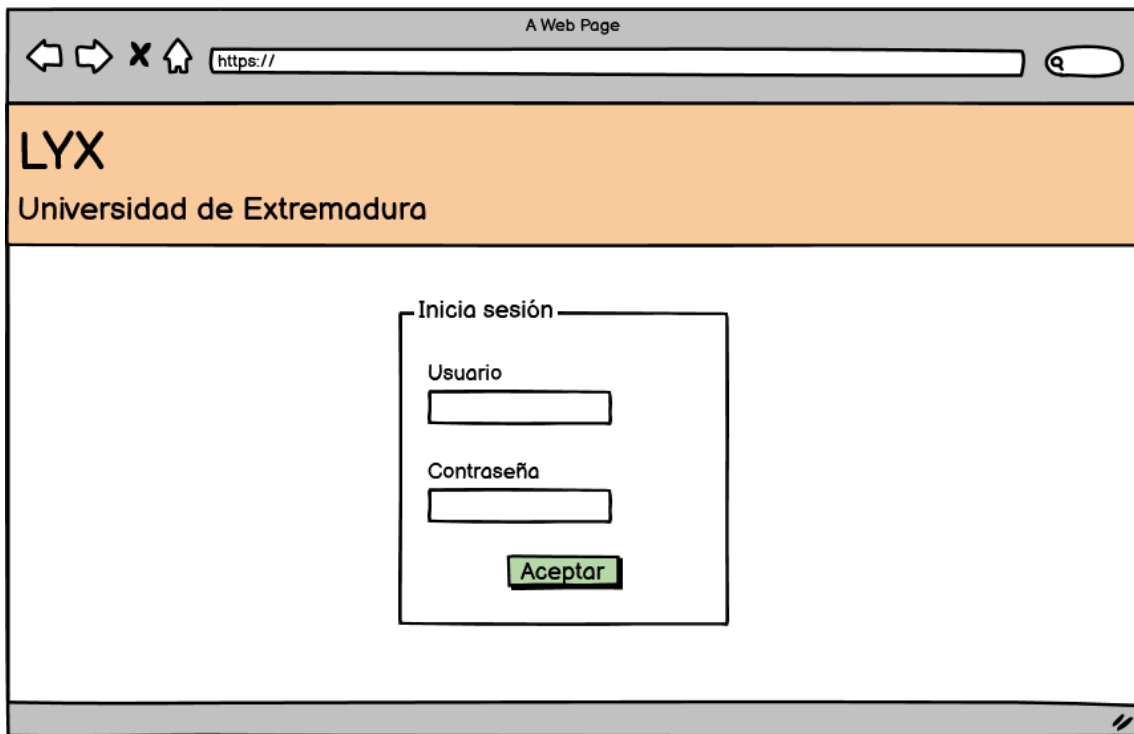 A Web Page
https://
LYX
Universidad de Extremadura
Inicia sesión
Usuario
Contraseña
Aceptar